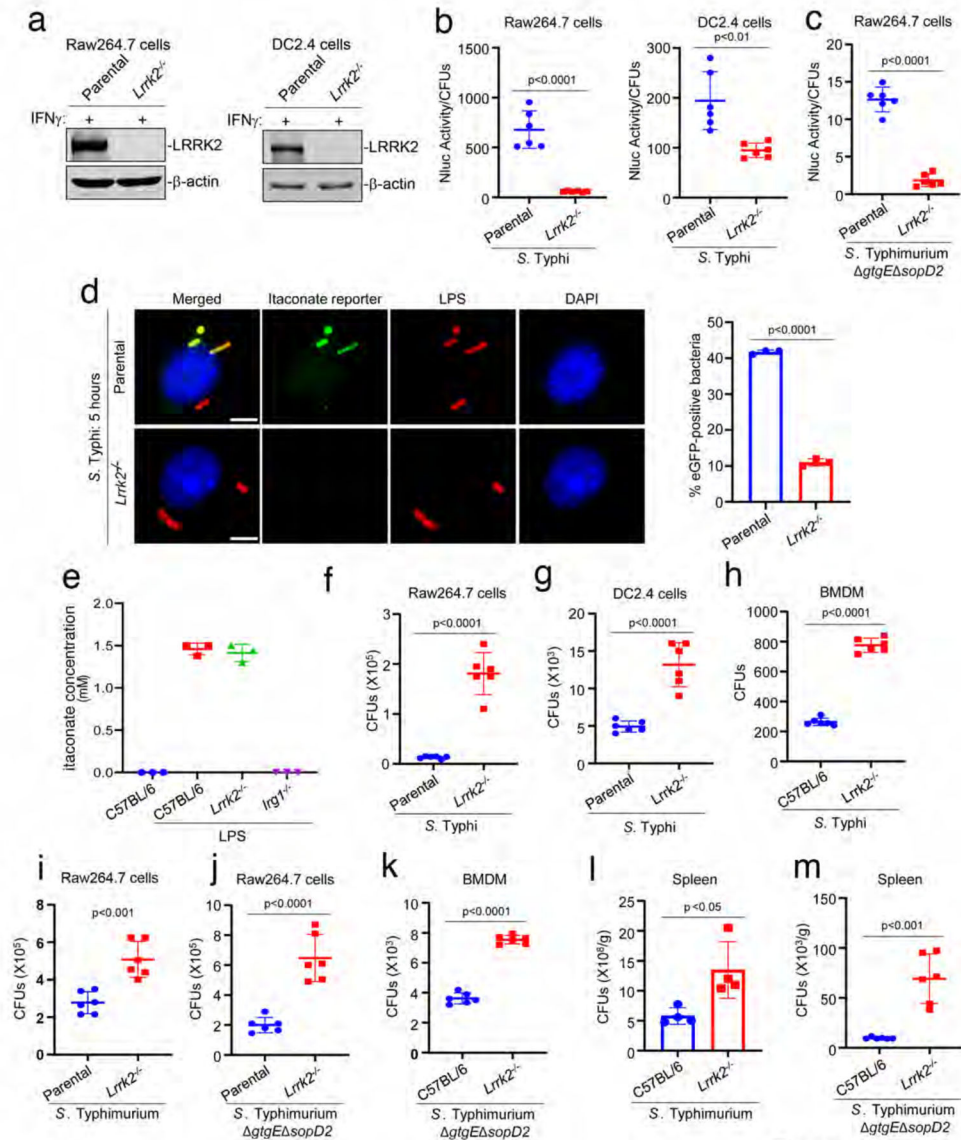 a
Raw264.7 cells
Parental
Lrrk2-/-
IFNγ: + +
-LRRK2
-β-actin
DC2.4 cells
Parental
Lrrk2-/-
IFNγ: + +
-LRRK2
-β-actin
b
Raw264.7 cells
p<0.0001
Nluc Activity/CFUs
1500
1000
500
0
Parental
Lrrk2-/-
S. Typhi
DC2.4 cells
p<0.01
Nluc Activity/CFUs
300
200
100
0
Parental
Lrrk2-/-
S. Typhi
c
Raw264.7 cells
p<0.0001
Nluc Activity/CFUs
15
10
5
0
Parental
Lrrk2-/-
S. Typhimurium
ΔgtgEΔsopD2
d
Merged Itaconate reporter LPS DAPI
S. Typhi: 5 hours
Parental
Lrrk2-/-
p<0.0001
% eGFP-positive bacteria
50
40
30
20
10
0
Parental
Lrrk2-/-
e
itaconate concentration
(mM)
2.0
1.5
1.0
0.5
0.0
C57BL/6
C57BL/6
Lrrk2-/-
Irg1-/-
LPS
f
Raw264.7 cells
p<0.0001
CFUs (X10⁵)
3
2
1
0
Parental
Lrrk2-/-
S. Typhi
g
DC2.4 cells
p<0.0001
CFUs (X10³)
20
15
10
5
0
Parental
Lrrk2-/-
S. Typhi
h
BMDM
p<0.0001
CFUs
1000
800
600
400
200
0
C57BL/6
Lrrk2-/-
S. Typhi
i
Raw264.7 cells
p<0.001
CFUs (X10⁵)
8
6
4
2
0
Parental
Lrrk2-/-
S. Typhimurium
j
Raw264.7 cells
p<0.0001
CFUs (X10⁵)
10
8
6
4
2
0
Parental
Lrrk2-/-
S. Typhimurium
ΔgtgEΔsopD2
k
BMDM
p<0.0001
CFUs (X10³)
10
8
6
4
2
0
C57BL/6
Lrrk2-/-
S. Typhimurium
ΔgtgEΔsopD2
l
Spleen
p<0.05
CFUs (X10⁶/g)
25
20
15
10
5
0
C57BL/6
Lrrk2-/-
S. Typhimurium
m
Spleen
p<0.001
CFUs (X10³/g)
150
100
50
0
C57BL/6
Lrrk2-/-
S. Typhimurium
ΔgtgEΔsopD2